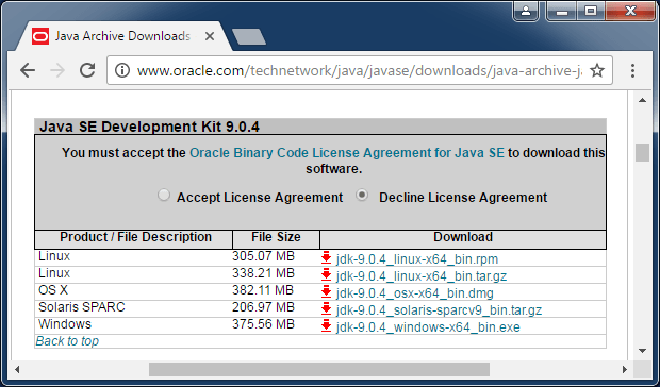 Java Archive Downloads
www.oracle.com/technetwork/java/javase/downloads/java-archive-j
Java SE Development Kit 9.0.4
You must accept the Oracle Binary Code License Agreement for Java SE to download this
software.
Accept License Agreement Decline License Agreement
Product / File Description File Size Download
Linux 305.07 MB jdk-9.0.4_linux-x64_bin.rpm
Linux 338.21 MB jdk-9.0.4_linux-x64_bin.tar.gz
OS X 382.11 MB jdk-9.0.4_osx-x64_bin.dmg
Solaris SPARC 206.97 MB jdk-9.0.4_solaris-sparcv9_bin.tar.gz
Windows 375.56 MB jdk-9.0.4_windows-x64_bin.exe
Back to top